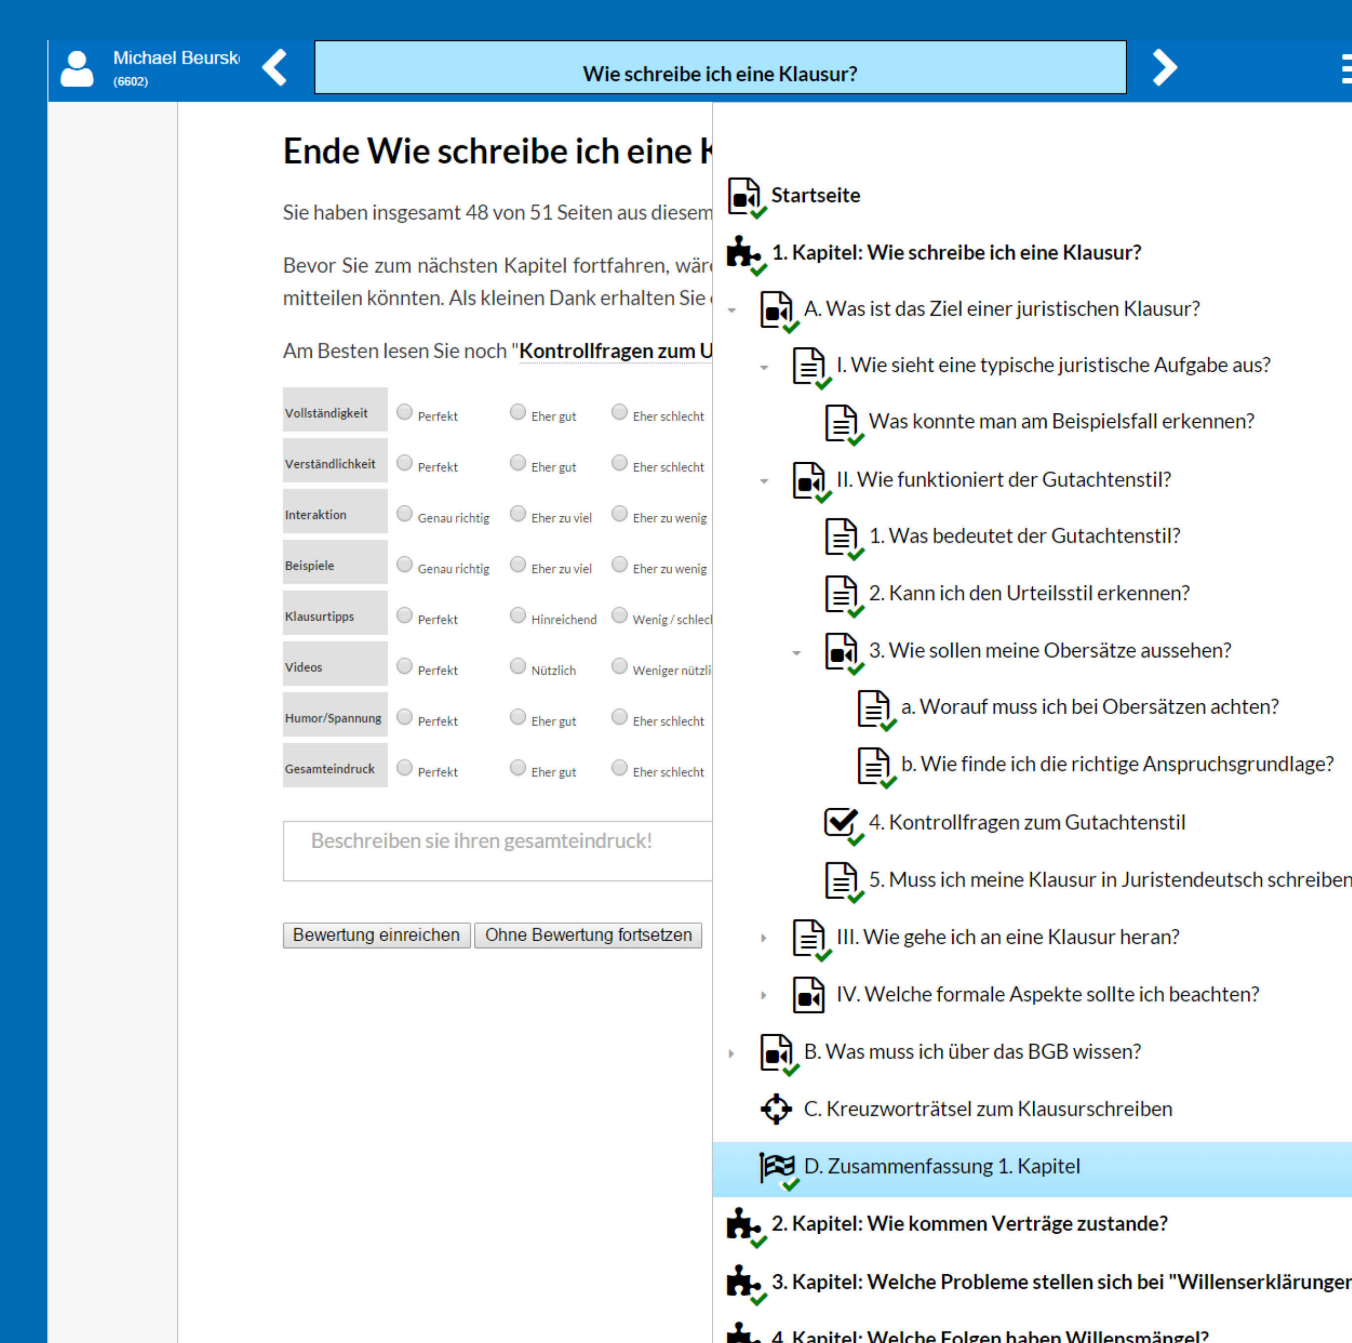 Michael Beursk
(6602)
Wie schreibe ich eine Klausur?
Ende Wie schreibe ich eine
Sie haben insgesamt 48 von 51 Seiten aus diesem
Bevor Sie zum nächsten Kapitel fortfahren, wäre
mitteilen könnten. Als kleinen Dank erhalten Sie
Am Besten lesen Sie noch "Kontrollfragen zum U
Vollständigkeit Perfekt Eher gut Eher schlecht
Verständlichkeit Perfekt Eher gut Eher schlecht
Interaktion Genau richtig Eher zu viel Eher zu wenig
Beispiele Genau richtig Eher zu viel Eher zu wenig
Klausurtipps Perfekt Hinreichend Wenig / schlec
Videos Perfekt Nützlich Weniger nützli
Humor/Spannung Perfekt Eher gut Eher schlecht
Gesamteindruck Perfekt Eher gut Eher schlecht
Beschreiben sie ihren gesamteindruck!
Bewertung einreichen Ohne Bewertung fortsetzen
Startseite
1. Kapitel: Wie schreibe ich eine Klausur?
A. Was ist das Ziel einer juristischen Klausur?
I. Wie sieht eine typische juristische Aufgabe aus?
Was konnte man am Beispielsfall erkennen?
II. Wie funktioniert der Gutachtenstil?
1. Was bedeutet der Gutachtenstil?
2. Kann ich den Urteilsstil erkennen?
3. Wie sollen meine Obersätze aussehen?
a. Worauf muss ich bei Obersätzen achten?
b. Wie finde ich die richtige Anspruchsgrundlage?
4. Kontrollfragen zum Gutachtenstil
5. Muss ich meine Klausur in Juristendeutsch schreiben
III. Wie gehe ich an eine Klausur heran?
IV. Welche formale Aspekte sollte ich beachten?
B. Was muss ich über das BGB wissen?
C. Kreuzworträtsel zum Klausurschreiben
D. Zusammenfassung 1. Kapitel
2. Kapitel: Wie kommen Verträge zustande?
3. Kapitel: Welche Probleme stellen sich bei "Willenserklärungen
4. Kapitel: Welche Folgen haben Willensmängel?